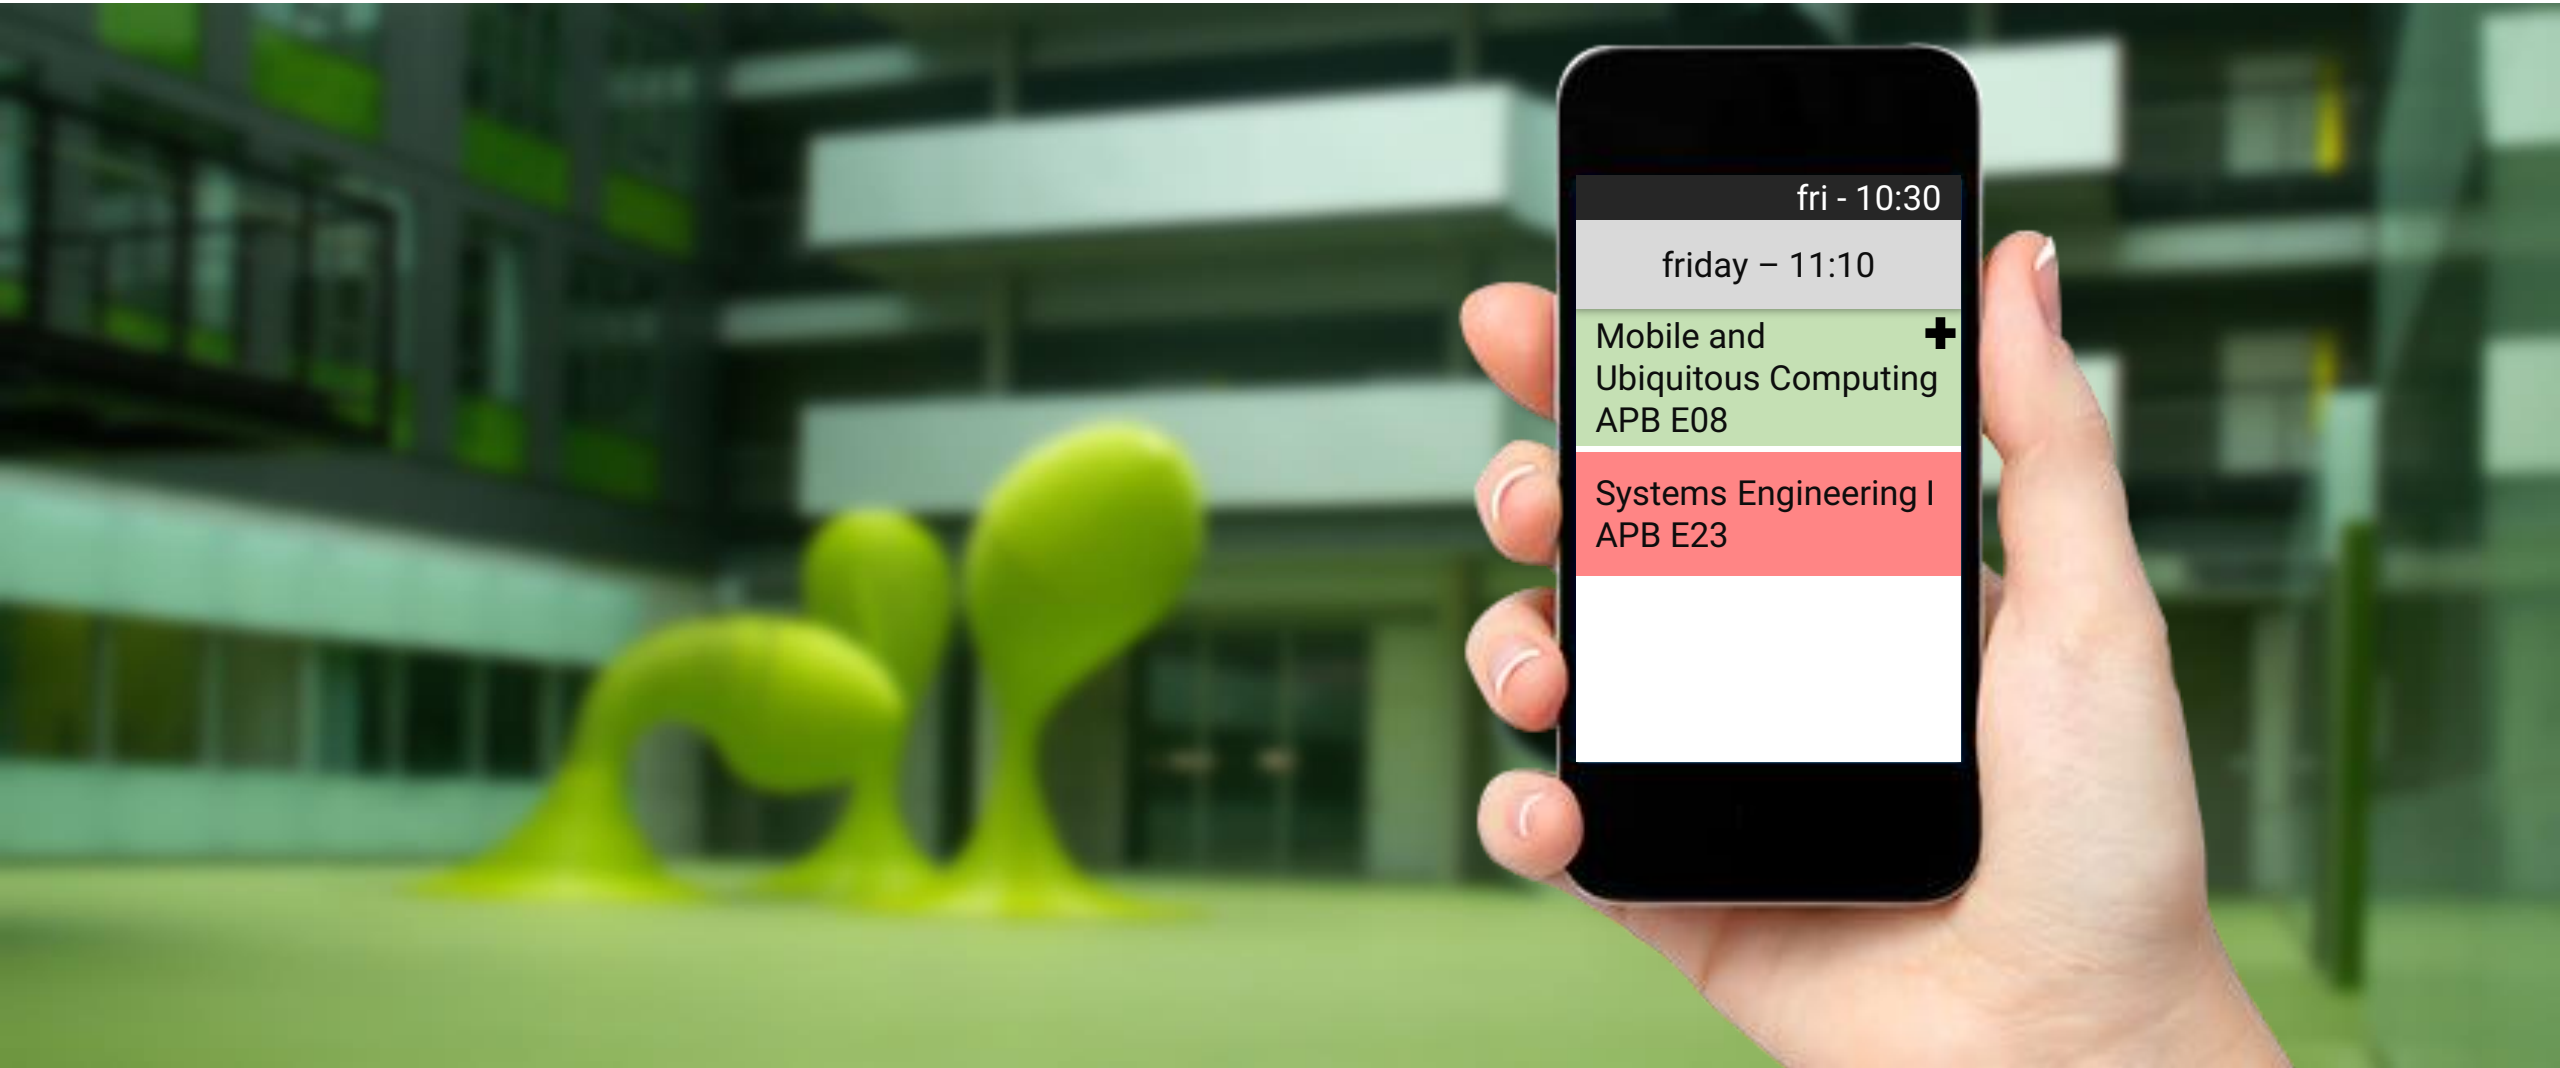 fri - 10:30
friday – 11:10
Mobile and
Ubiquitous Computing
APB E08
Systems Engineering I
APB E23